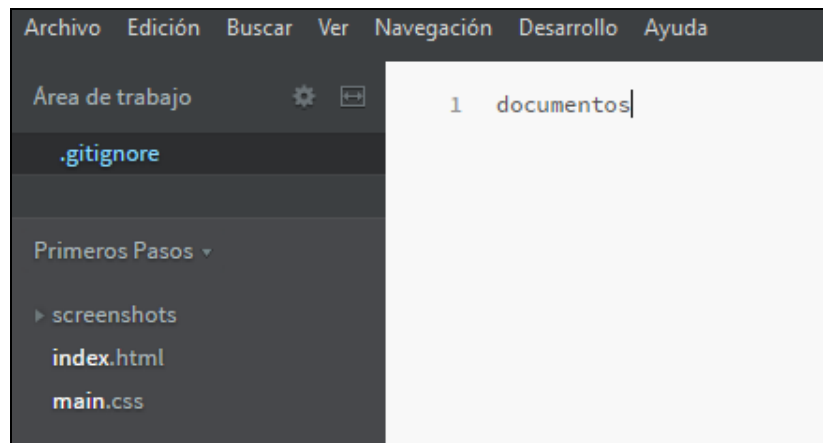 Archivo Edición Buscar Ver Navegación Desarrollo Ayuda
Área de trabajo
1 documentos
.gitignore
Primeros Pasos
screenshots
index.html
main.css